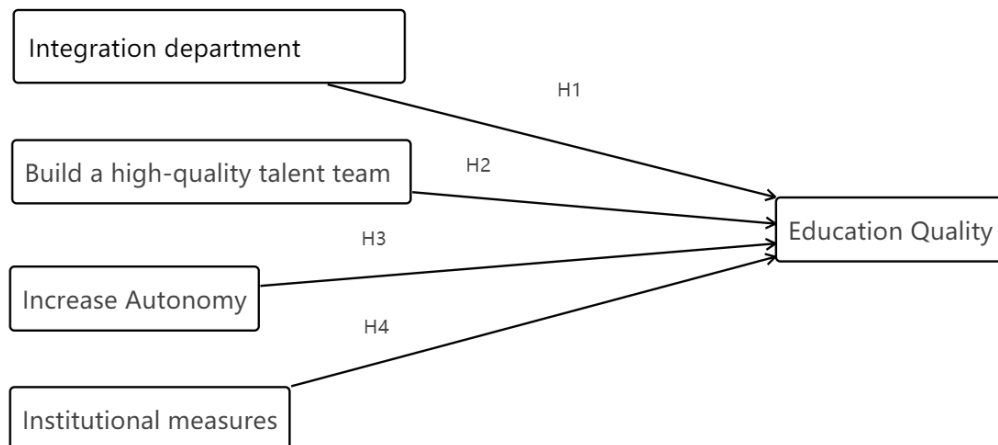 Integration department
H1
Build a high-quality talent team
H2
Education Quality
H3
Increase Autonomy
H4
Institutional measures